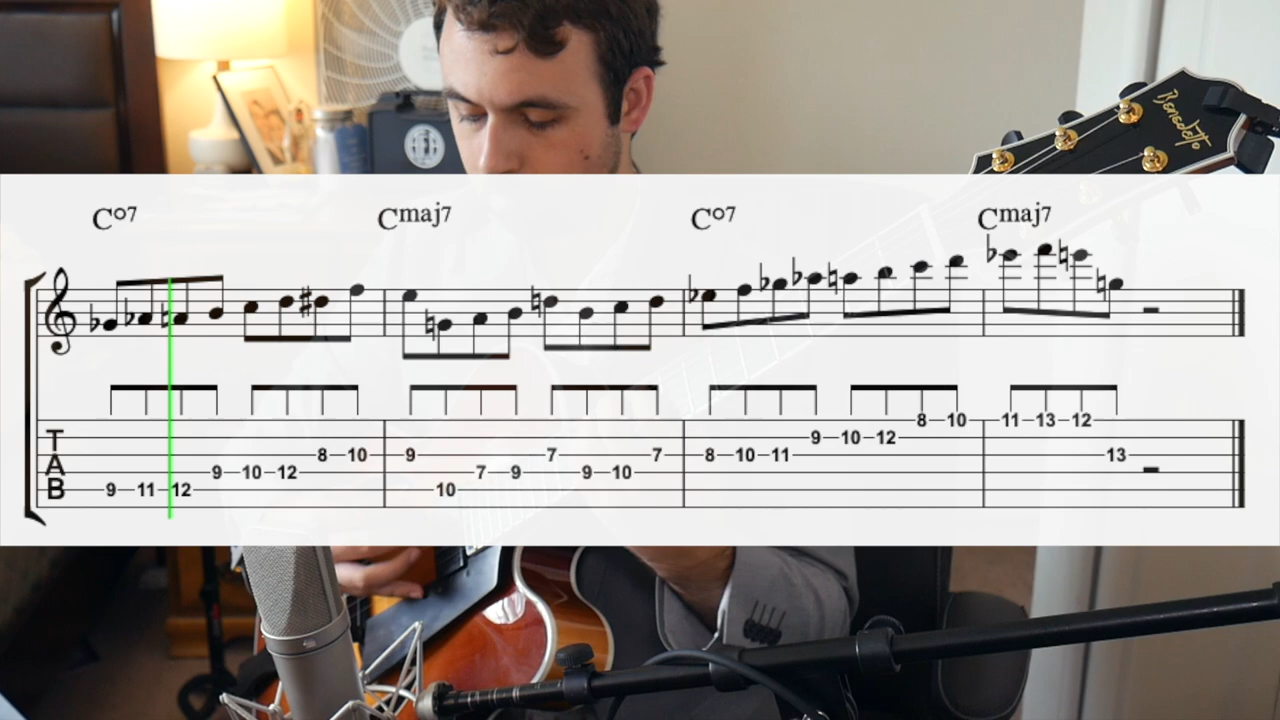 Benedetto
C°7 Cmaj7 C°7 Cmaj7
8 10 11 13 12
T 9 10 12
8 10 9 7 7 8 10 11 13
A 9 10 12 7 9 9 10
B 9 11 12 10